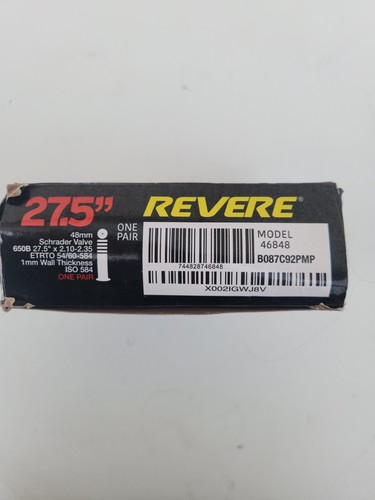 27.5”
REVERE®
ONE
PAIR
48mm
Schrader Valve
650B 27.5" x 2.10-2.35
ETRTO 54/60-584
1mm Wall Thickness
ISO 584
ONE PAIR
MODEL
46848
744828746848
B087C92PMP
X002IGWJ8V